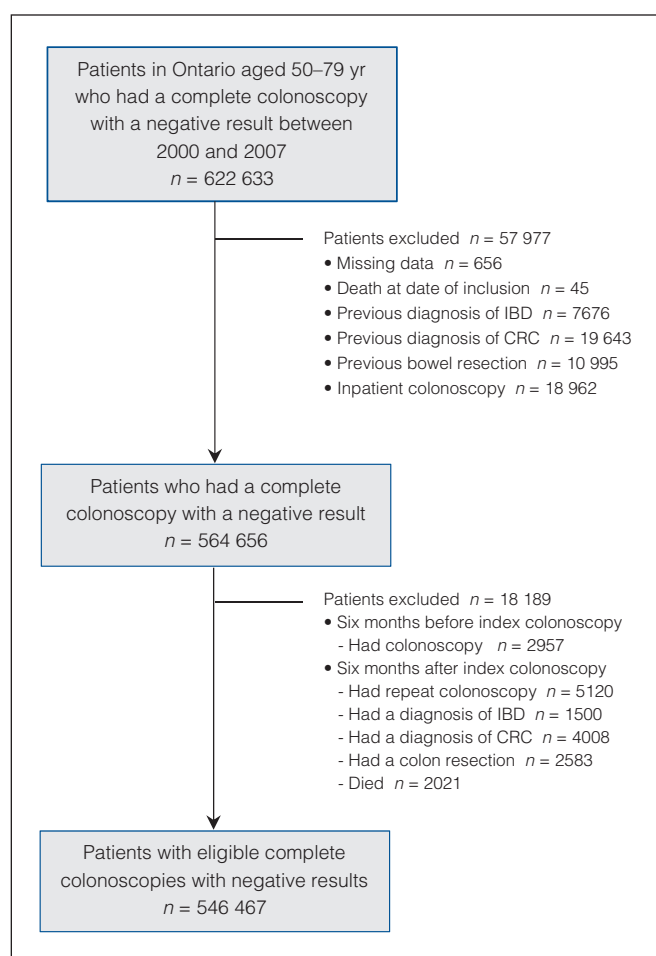 Patients in Ontario aged 50–79 yr
who had a complete colonoscopy
with a negative result between
2000 and 2007
n = 622 633
Patients excluded n = 57 977
• Missing data n = 656
• Death at date of inclusion n = 45
• Previous diagnosis of IBD n = 7676
• Previous diagnosis of CRC n = 19 643
• Previous bowel resection n = 10 995
• Inpatient colonoscopy n = 18 962
Patients who had a complete
colonoscopy with a negative result
n = 564 656
Patients excluded n = 18 189
• Six months before index colonoscopy
- Had colonoscopy n = 2957
• Six months after index colonoscopy
- Had repeat colonoscopy n = 5120
- Had a diagnosis of IBD n = 1500
- Had a diagnosis of CRC n = 4008
- Had a colon resection n = 2583
- Died n = 2021
Patients with eligible complete
colonoscopies with negative results
n = 546 467